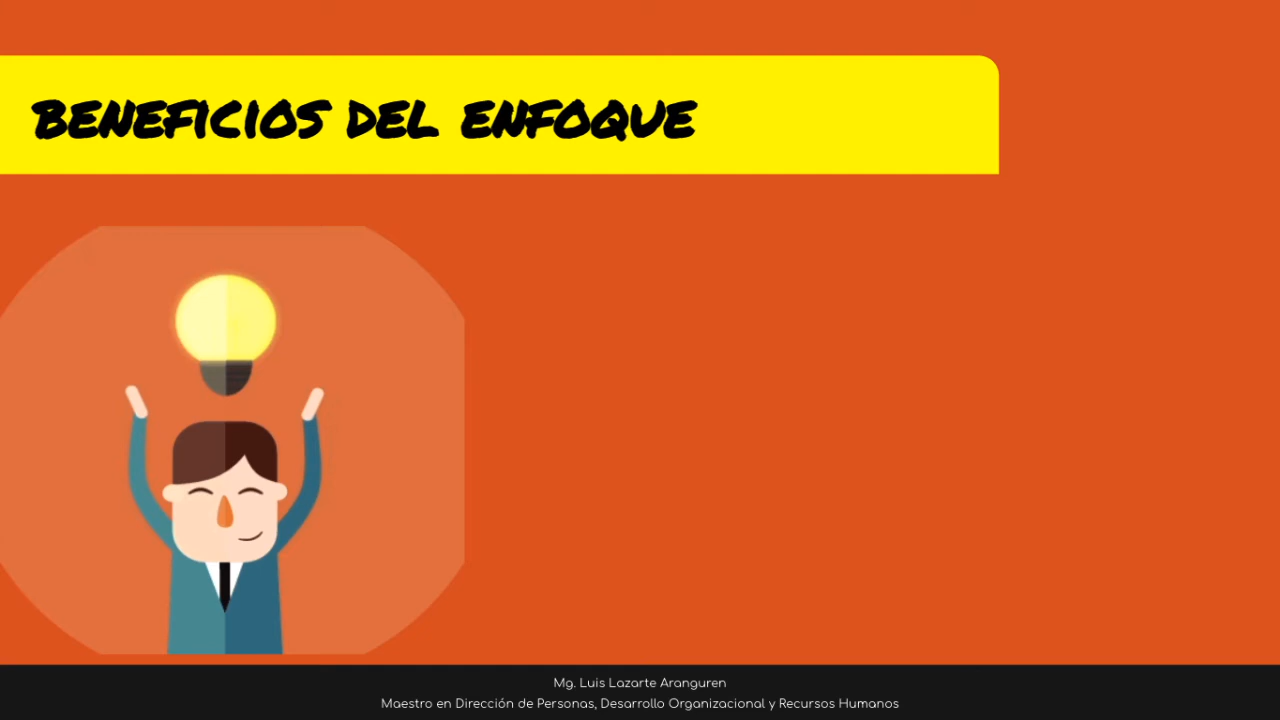 BENEFICIOS DEL ENFOQUE
Mg. Luis Lazarte Aranguren
Maestro en Dirección de Personas, Desarrollo Organizacional y Recursos Humanos